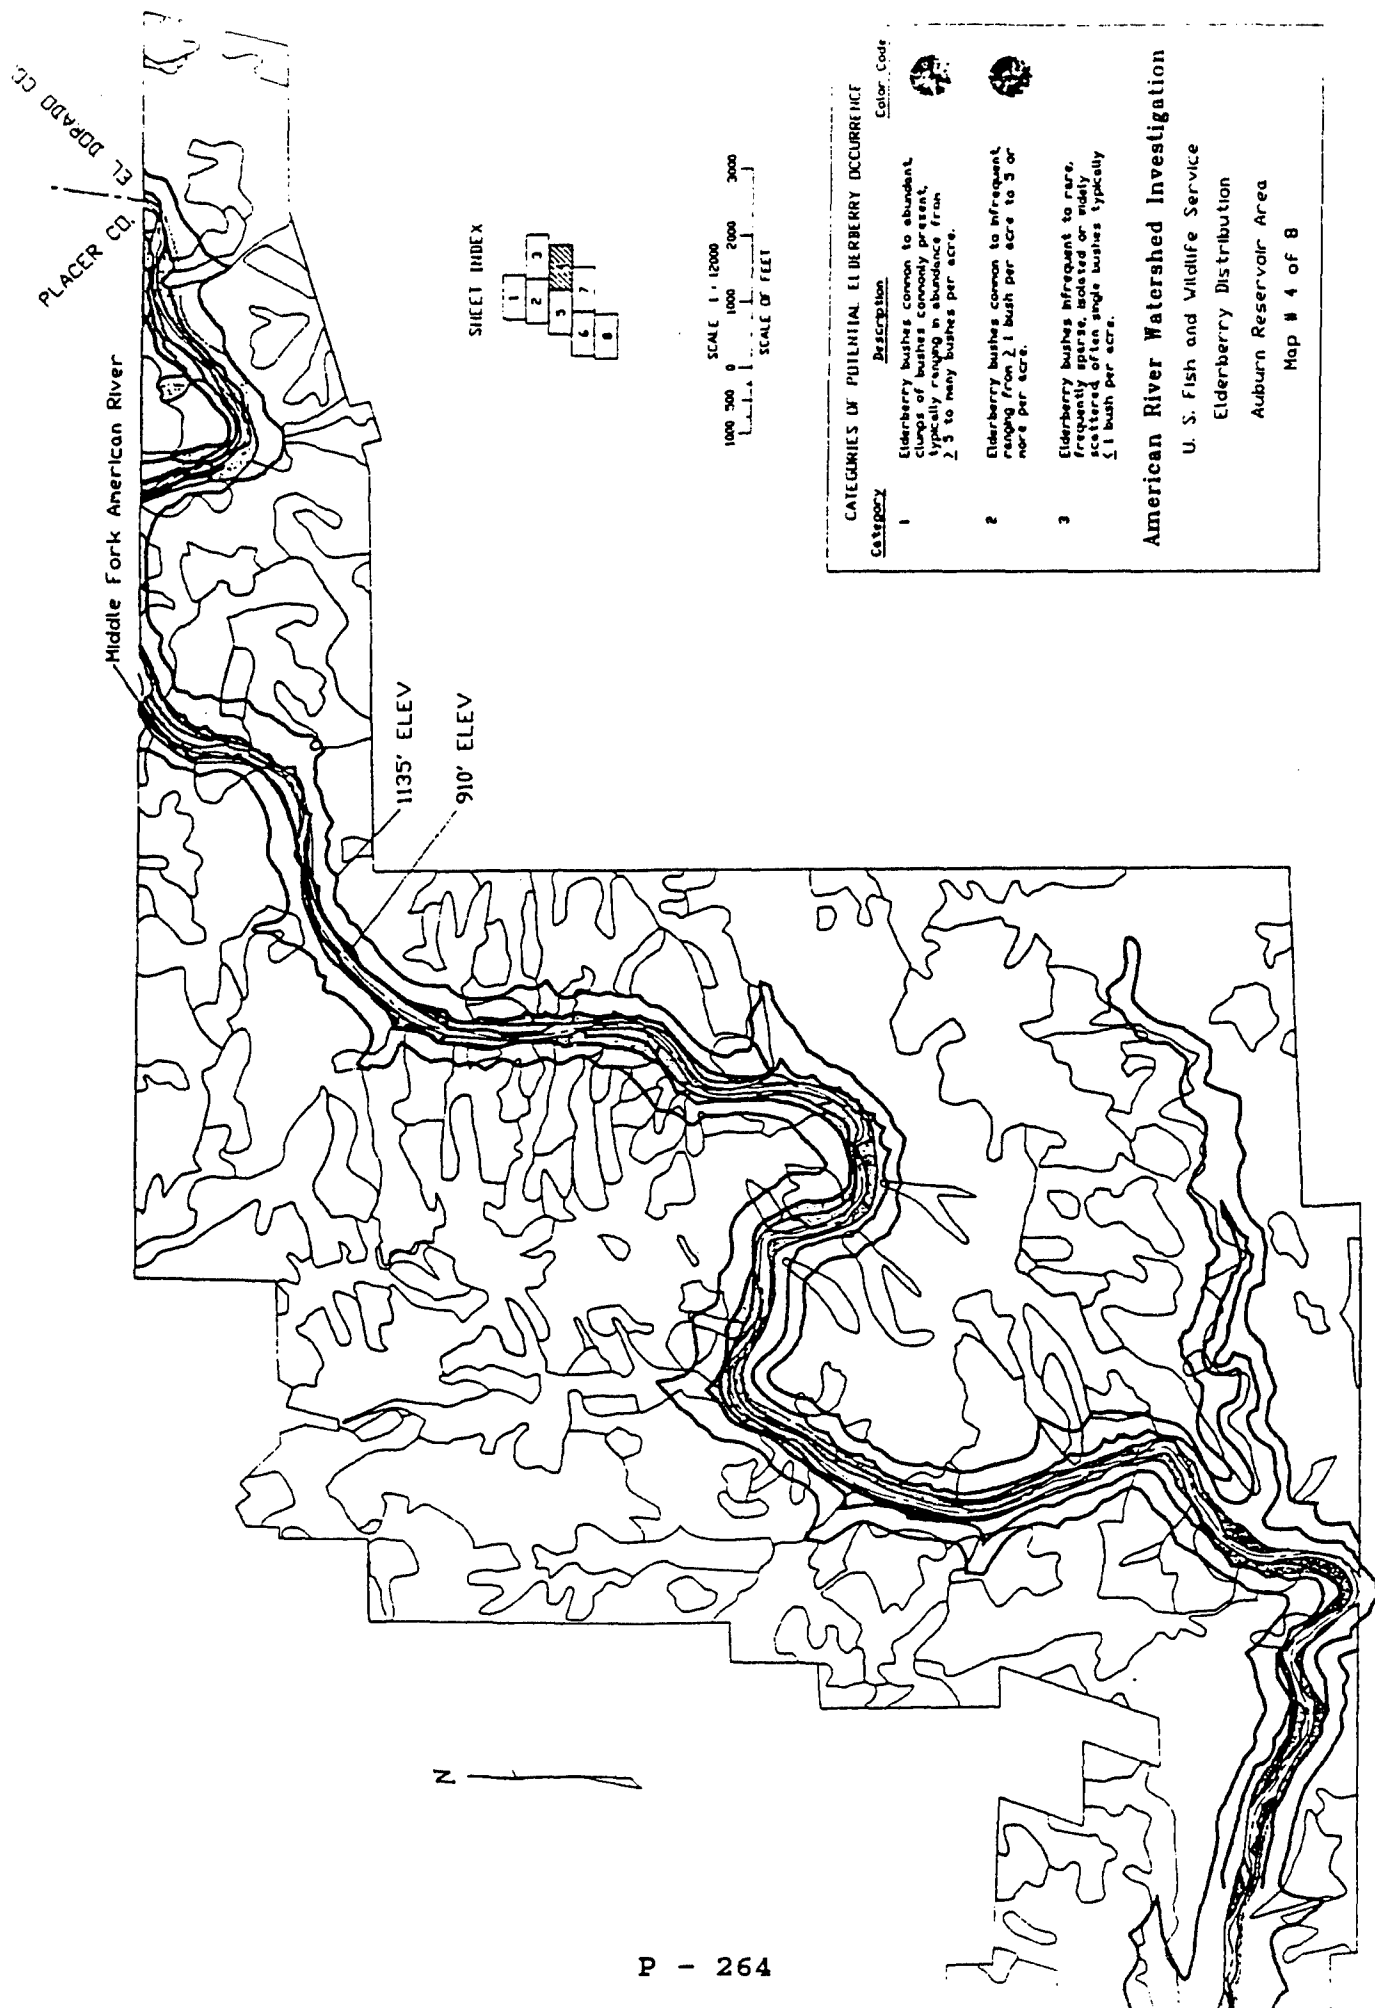 EL DORADO CO.
PLACER CO.
Middle Fork American River
1135' ELEV
910' ELEV
N
SHEET INDEX
1
2
3
5
6
7
8
SCALE 1 : 12000
1000 500 0 1000 2000 3000
SCALE OF FEET
CATEGORIES OF POTENTIAL ELDERBERRY OCCURRENCE
Category Description Color Code
1 Elderberry bushes common to abundant,
clumps of bushes commonly present,
typically ranging in abundance from
≥ 5 to many bushes per acre.
2 Elderberry bushes common to infrequent,
ranging from ≥ 1 bush per acre to 5 or
more per acre.
3 Elderberry bushes infrequent to rare,
frequently sparse, isolated or widely
scattered, often single bushes typically
≤ 1 bush per acre.
American River Watershed Investigation
U. S. Fish and Wildlife Service
Elderberry Distribution
Auburn Reservoir Area
Map # 4 of 8
P - 264